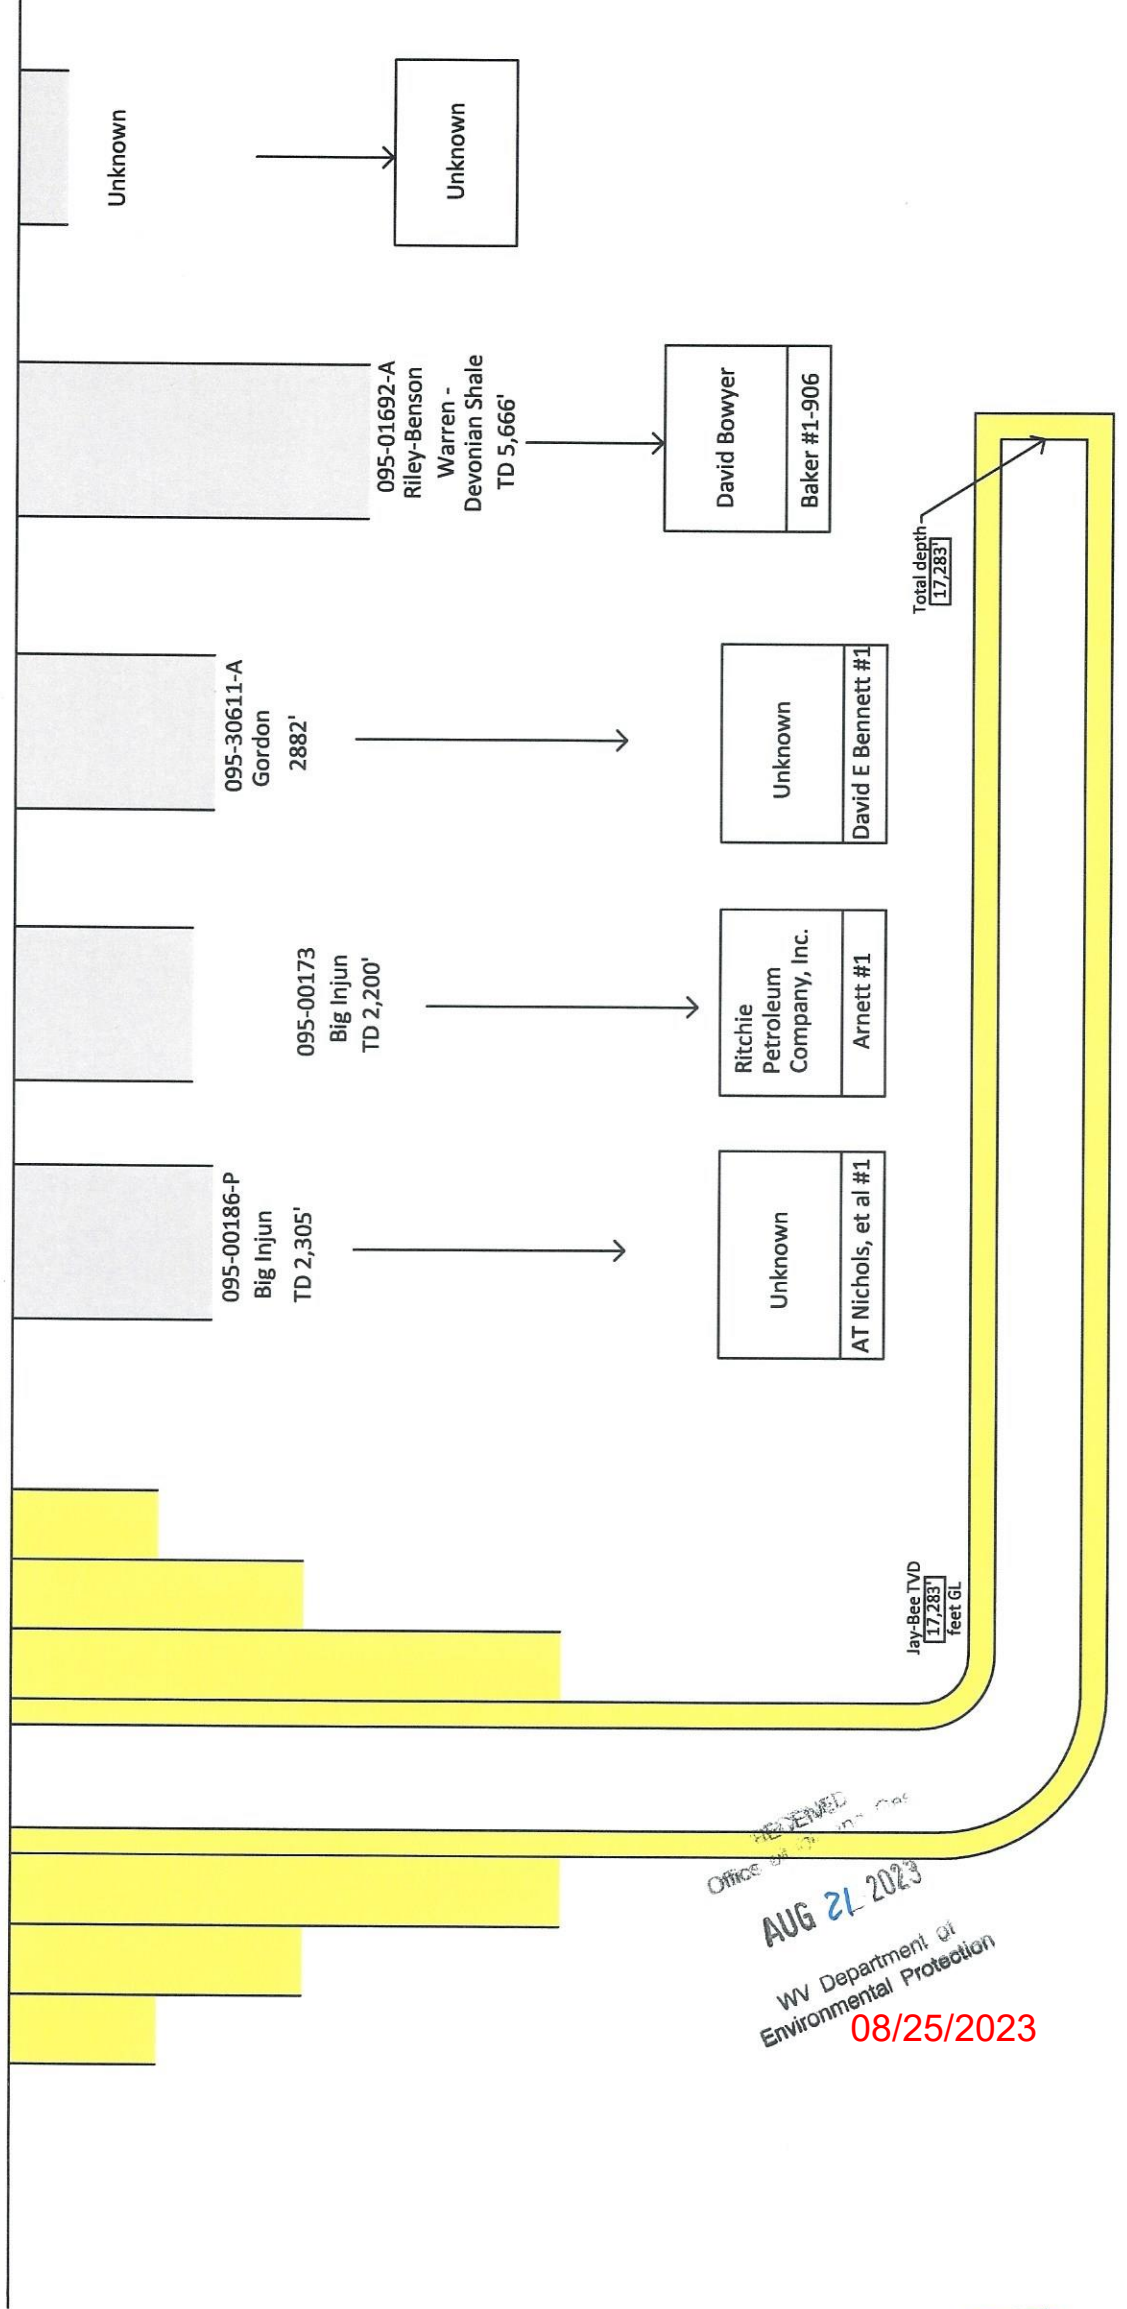 095-00186-P
Big Injun
TD 2,305'
Unknown
AT Nichols, et al #1
095-00173
Big Injun
TD 2,200'
Ritchie
Petroleum
Company, Inc.
Arnett #1
095-30611-A
Gordon
2882'
Unknown
David E Bennett #1
095-01692-A
Riley-Benson
Warren -
Devonian Shale
TD 5,666'
David Bowyer
Baker #1-906
Unknown
Unknown
Jay-Bee TVD
17,283'
feet GL
Total depth
17,283'
RECEIVED
Office
AUG 21 2023
WV Department of
Environmental Protection
08/25/2023